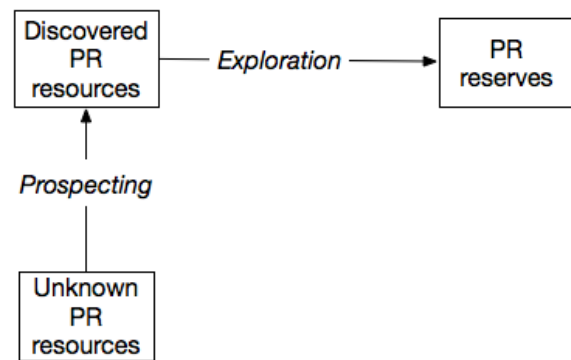 Discovered
PR
resources
Exploration
PR
reserves
Prospecting
Unknown
PR
resources